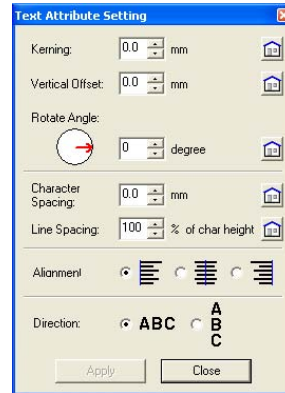 Text Attribute Setting
Kerning: 0.0 mm
Vertical Offset: 0.0 mm
Rotate Angle:
0 degree
Character
Spacing: 0.0 mm
Line Spacing: 100 % of char height
Alignment
Direction: ABC A
B
C
Apply Close